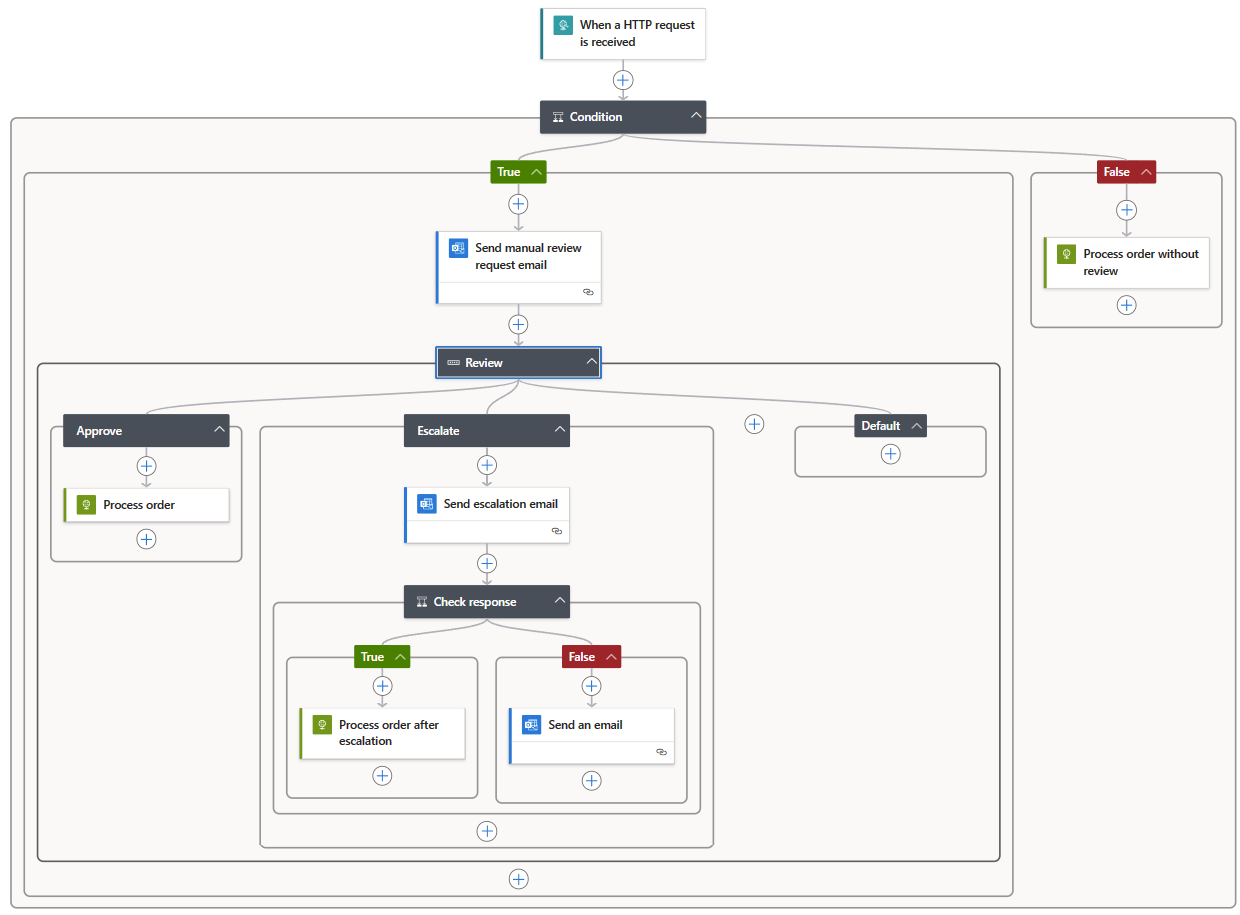 When a HTTP request
is received
Condition
True
False
Send manual review
request email
Process order without
review
Review
Approve
Escalate
Default
Process order
Send escalation email
Check response
True
False
Process order after
escalation
Send an email